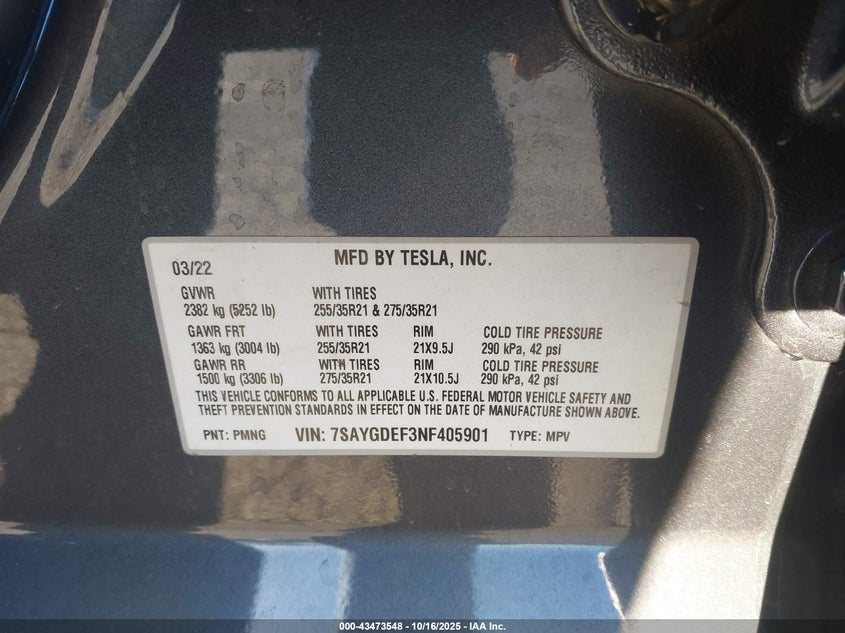 MFD BY TESLA, INC.
03/22
GVWR WITH TIRES
2382 kg (5252 lb) 255/35R21 & 275/35R21
GAWR FRT WITH TIRES RIM COLD TIRE PRESSURE
1363 kg (3004 lb) 255/35R21 21X9.5J 290 kPa, 42 psi
GAWR RR WITH TIRES RIM COLD TIRE PRESSURE
1500 kg (3306 lb) 275/35R21 21X10.5J 290 kPa, 42 psi
THIS VEHICLE CONFORMS TO ALL APPLICABLE U.S. FEDERAL MOTOR VEHICLE SAFETY AND
THEFT PREVENTION STANDARDS IN EFFECT ON THE DATE OF MANUFACTURE SHOWN ABOVE.
PNT: PMNG VIN: 7SAYGDEF3NF405901 TYPE: MPV
000-43473548 - 10/16/2025 - IAA Inc.